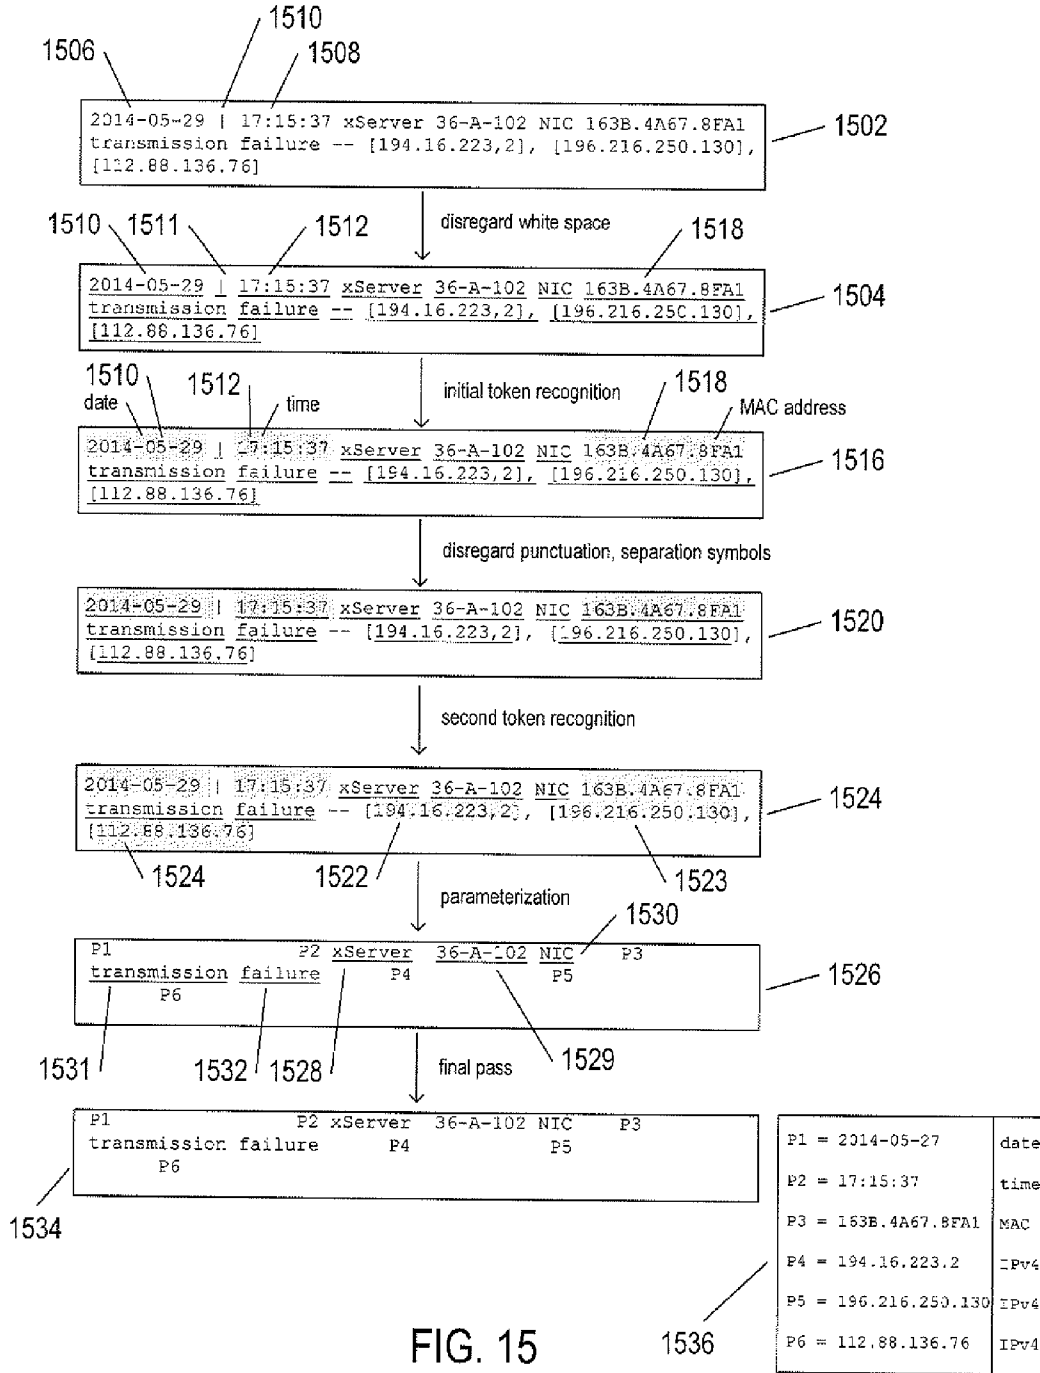 1510
1506 1508
2014-05-29 | 17:15:37 xServer 36-A-102 NIC 163B.4A67.8FA1
transmission failure -- [194.16.223,2], [196.216.250.130],
[112.88.136.76]
1502
disregard white space
1510 1511 1512 1518
2014-05-29 | 17:15:37 xServer 36-A-102 NIC 163B.4A67.8FA1
transmission failure -- [194.16.223,2], [196.216.250.130],
[112.88.136.76]
1504
initial token recognition
1510 1512 1518
date time MAC address
2014-05-29 | 17:15:37 xServer 36-A-102 NIC 163B.4A67.8FA1
transmission failure -- [194.16.223,2], [196.216.250.130],
[112.88.136.76]
1516
disregard punctuation, separation symbols
2014-05-29 | 17:15:37 xServer 36-A-102 NIC 163B.4A67.8FA1
transmission failure -- [194.16.223,2], [196.216.250.130],
[112.88.136.76]
1520
second token recognition
2014-05-29 | 17:15:37 xServer 36-A-102 NIC 163B.4A67.8FA1
transmission failure -- [194.16.223,2], [196.216.250.130],
[112.88.136.76]
1524
1524 1522 1523
parameterization
1530
P1 P2 xServer 36-A-102 NIC P3
transmission failure P4 P5
P6
1526
1531 1532 1528 1529
final pass
P1 P2 xServer 36-A-102 NIC P3
transmission failure P4 P5
P6
1534
P1 = 2014-05-27 date
P2 = 17:15:37 time
P3 = 163B.4A67.8FA1 MAC
P4 = 194.16.223.2 IPv4
P5 = 196.216.250.130 IPv4
P6 = 112.88.136.76 IPv4
1536
FIG. 15